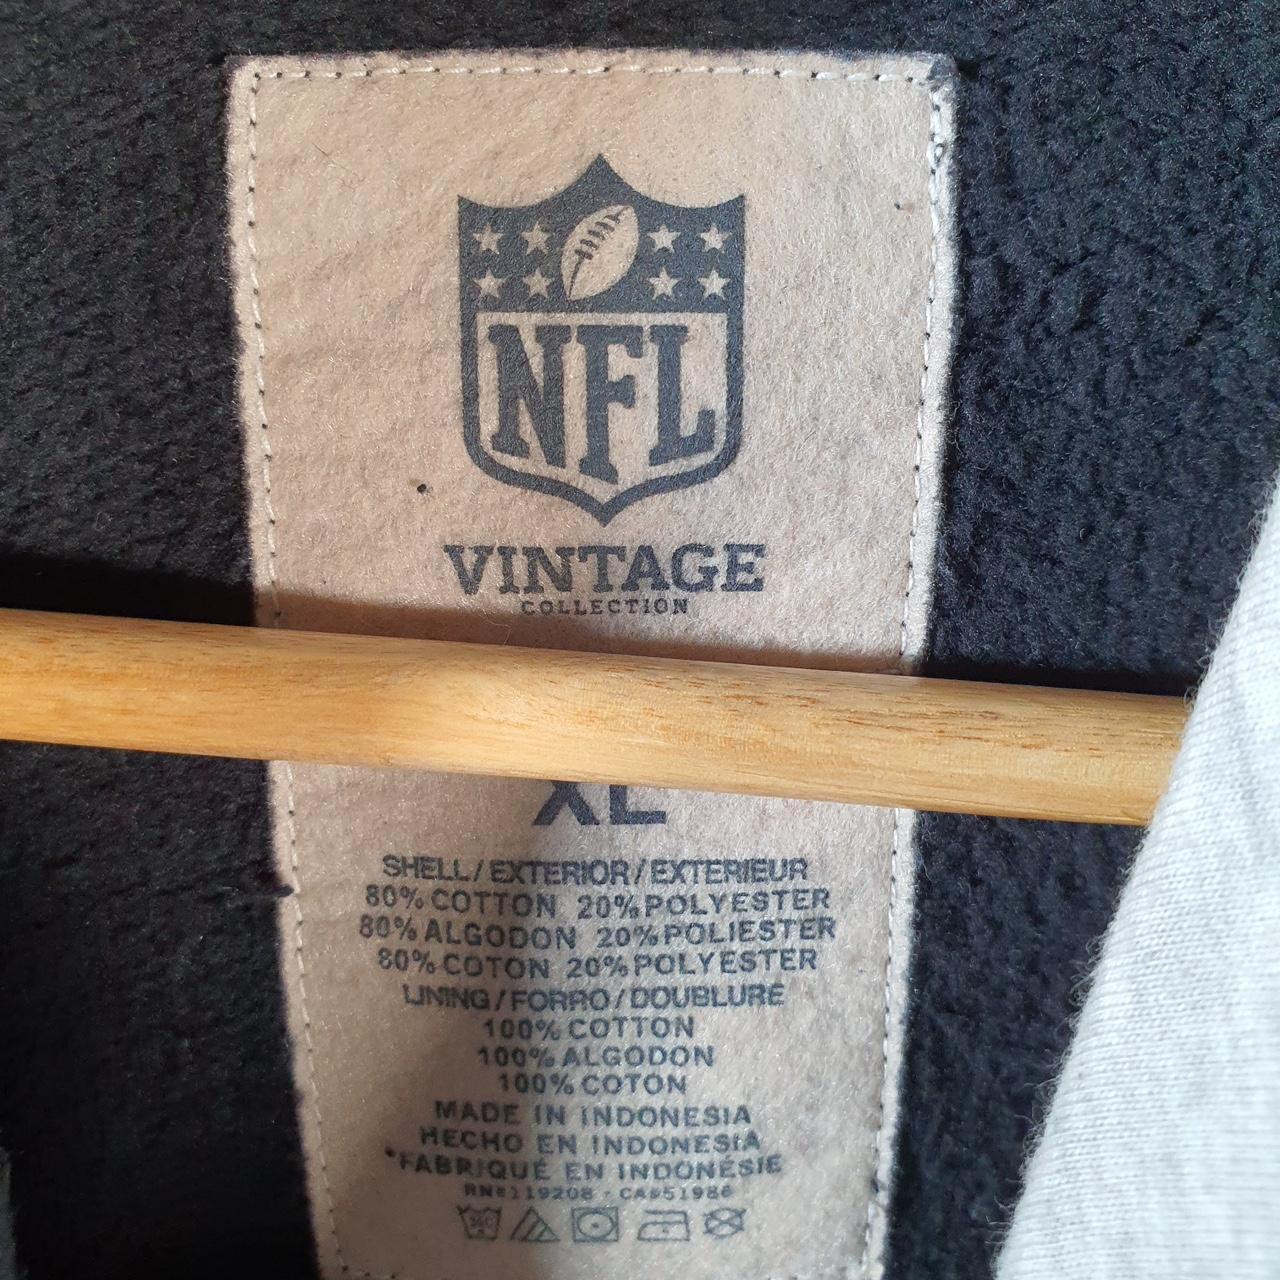 NFL
VINTAGE
COLLECTION
XL
SHELL/EXTERIOR/EXTERIEUR
80% COTTON 20% POLYESTER
80% ALGODON 20% POLIESTER
80% COTON 20% POLYESTER
LINING/FORRO/DOUBLURE
100% COTTON
100% ALGODON
100% COTON
MADE IN INDONESIA
HECHO EN INDONESIA
FABRIQUÉ EN INDONÉSIE
RN#119208 - CA#51986